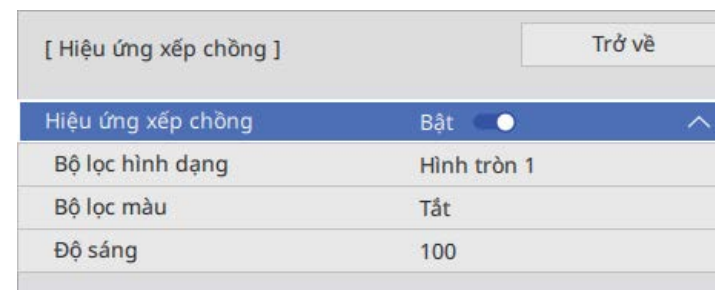 [ Hiệu ứng xếp chồng ] Trở về
Hiệu ứng xếp chồng Bật
Bộ lọc hình dạng Hình tròn 1
Bộ lọc màu Tắt
Độ sáng 100